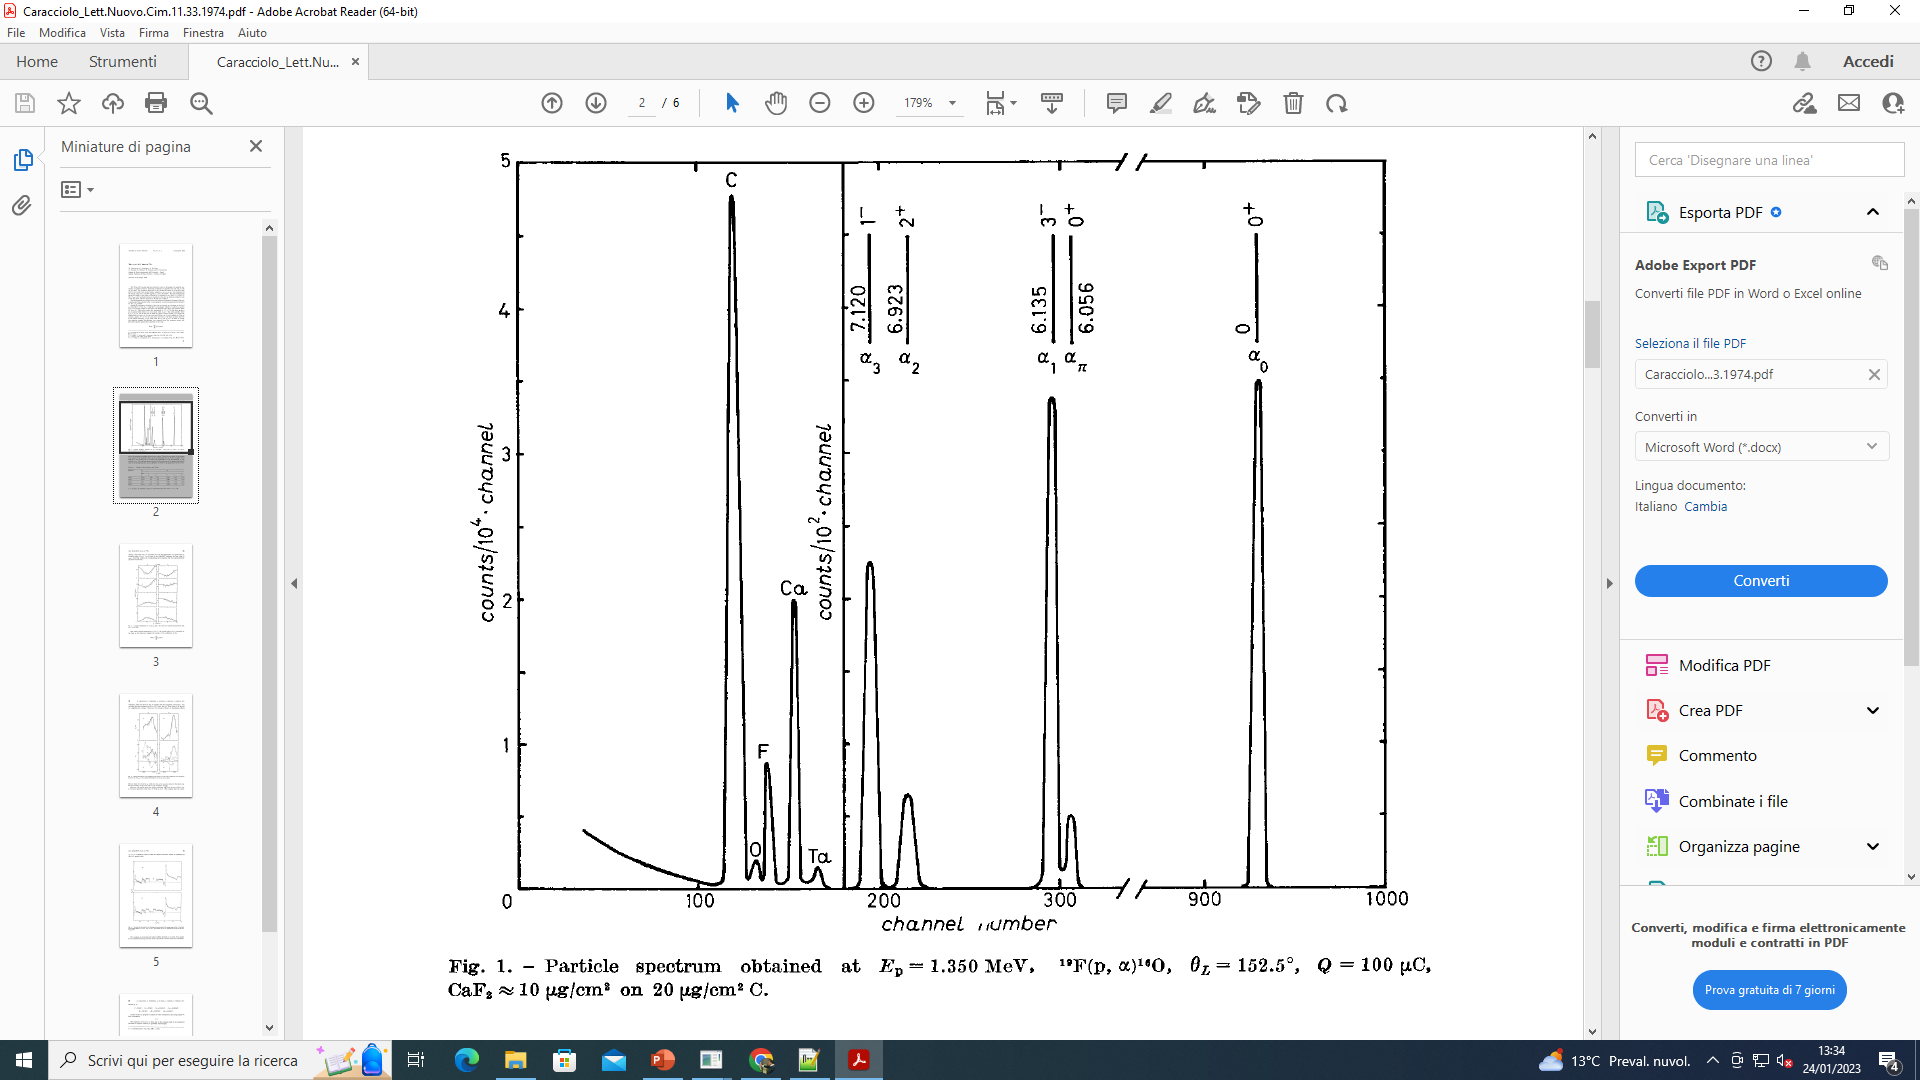 Caracciolo_Lett.Nuovo.Cim.11.33.1974.pdf - Adobe Acrobat Reader (64-bit)
File Modifica Vista Firma Finestra Aiuto
Home Strumenti Caracciolo_Lett.Nu... Accedi
2 / 6 179%
Miniature di pagina
1
2
3
4
5
5
4
3
2
1
0
counts/10⁴·channel
counts/10²·channel
C
O
F
Ca
Ta
1⁻ 2⁺ 3⁻ 0⁺ 0⁺
7.120 6.923 6.135 6.056 0
α₃ α₂ α₁ απ α₀
100 200 300 900 1000
channel number
Fig. 1. – Particle spectrum obtained at Eₚ = 1.350 MeV, ¹⁹F(p, α)¹⁶O, θ_L = 152.5°, Q = 100 μC,
CaF₂ ≈ 10 μg/cm² on 20 μg/cm² C.
Cerca 'Disegnare una linea'
Esporta PDF
Adobe Export PDF
Converti file PDF in Word o Excel online
Seleziona il file PDF
Caracciolo...3.1974.pdf
Converti in
Microsoft Word (*.docx)
Lingua documento:
Italiano Cambia
Converti
Modifica PDF
Crea PDF
Commento
Combinate i file
Organizza pagine
Converti, modifica e firma elettronicamente
moduli e contratti in PDF
Prova gratuita di 7 giorni
Scrivi qui per eseguire la ricerca
13°C Preval. nuvol.
13:34
24/01/2023
4